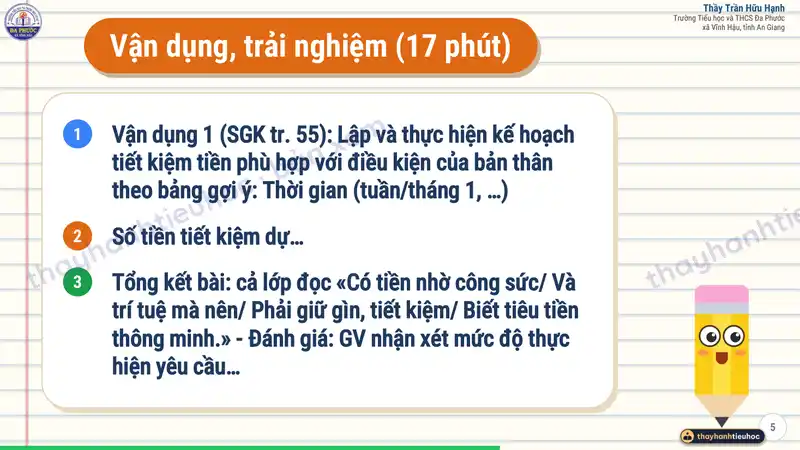 Thầy Trần Hữu Hạnh
Trường Tiểu học và THCS Đa Phước
xã Vĩnh Hậu, tỉnh An Giang
ĐA PHƯỚC
Vận dụng, trải nghiệm (17 phút)
1 Vận dụng 1 (SGK tr. 55): Lập và thực hiện kế hoạch
tiết kiệm tiền phù hợp với điều kiện của bản thân
theo bảng gợi ý: Thời gian (tuần/tháng 1, ...)
2 Số tiền tiết kiệm dự...
3 Tổng kết bài: cả lớp đọc «Có tiền nhờ công sức/ Và
trí tuệ mà nên/ Phải giữ gìn, tiết kiệm/ Biết tiêu tiền
thông minh.» - Đánh giá: GV nhận xét mức độ thực
hiện yêu cầu...
thayhanhtieuhoc · bản xem
thayhanhtieuhoc
5